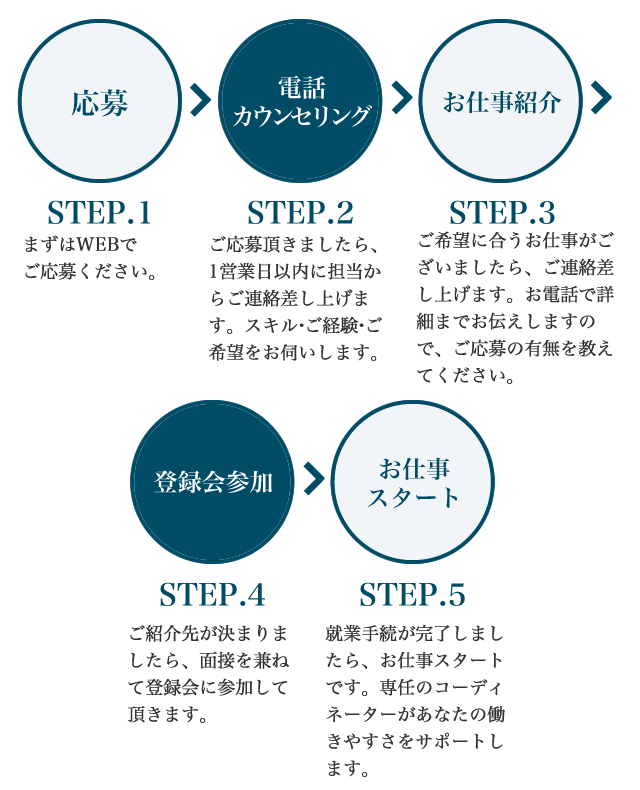 応募
STEP.1
まずはWEBで
ご応募ください。
電話
カウンセリング
STEP.2
ご応募頂きましたら、
1営業日以内に担当か
らご連絡差し上げま
す。スキル・ご経験・ご
希望をお伺いします。
お仕事紹介
STEP.3
ご希望に合うお仕事がご
ざいましたら、ご連絡差
し上げます。お電話で詳
細までお伝えしますの
で、ご応募の有無を教え
てください。
登録会参加
STEP.4
ご紹介先が決まりま
したら、面接を兼ね
て登録会に参加して
頂きます。
お仕事
スタート
STEP.5
就業手続が完了しまし
たら、お仕事スタート
です。専任のコーディ
ネーターがあなたの働
きやすさをサポートし
ます。